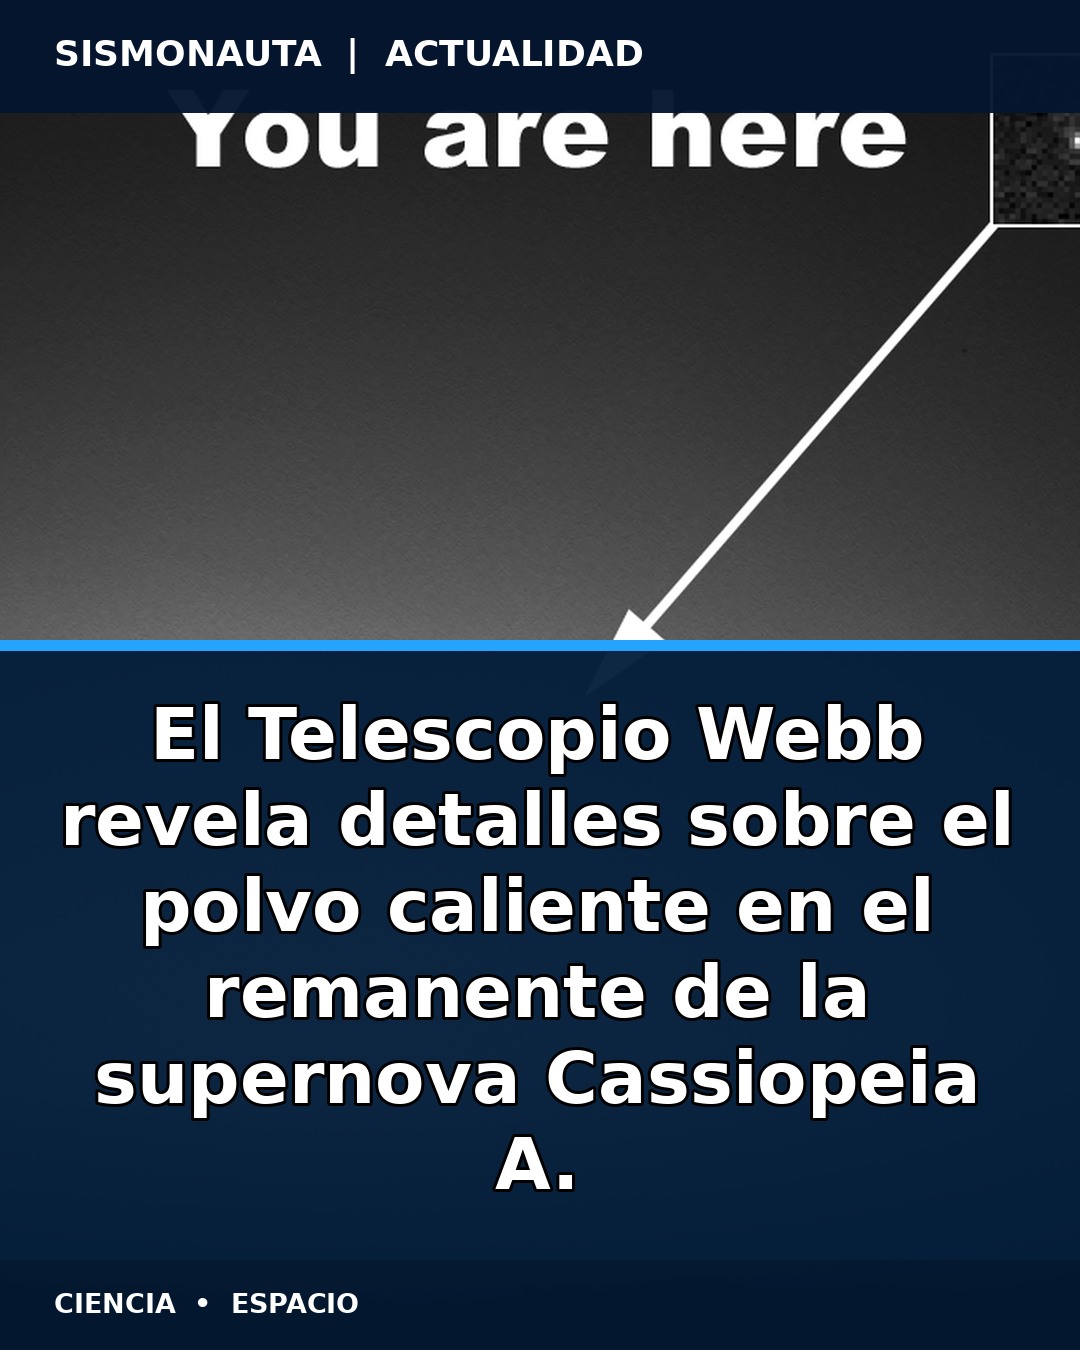 SISMONAUTA | ACTUALIDAD
You are here
El Telescopio Webb
revela detalles sobre el
polvo caliente en el
remanente de la
supernova Cassiopeia
A.
CIENCIA • ESPACIO